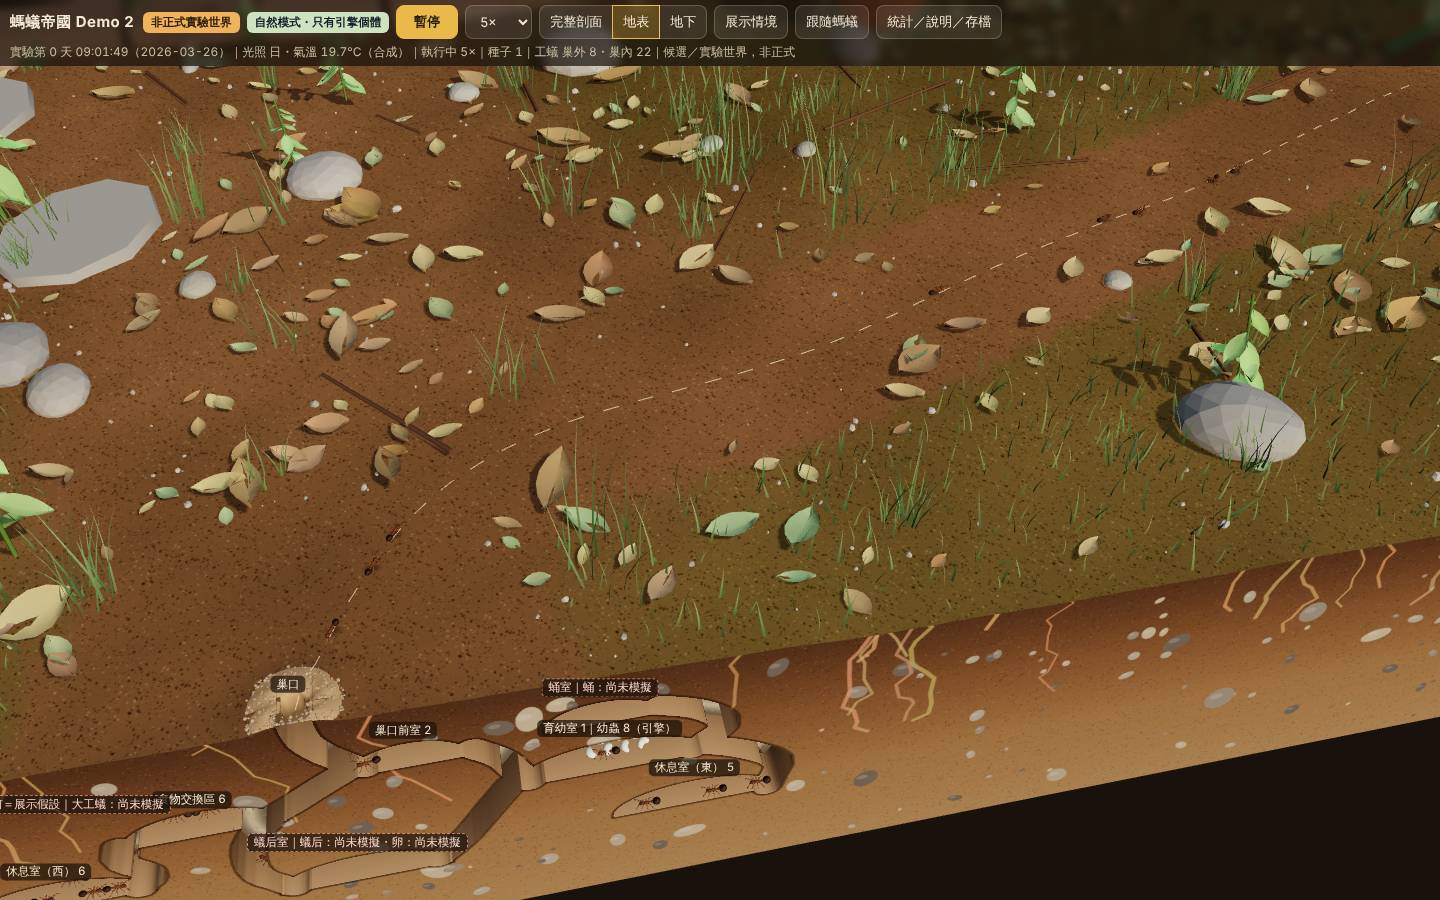 螞蟻帝國 Demo 2 非正式實驗世界 自然模式・只有引擎個體 暫停 5× 完整剖面 地表 地下 展示情境 跟隨螞蟻 統計／說明／存檔
實驗第 0 天 09:01:49（2026-03-26）｜光照 日・氣溫 19.7°C（合成）｜執行中 5×｜種子 1｜工蟻 巢外 8・巢內 22｜候選／實驗世界，非正式
巢口
蛹室｜蛹：尚未模擬
巢口前室 2
育幼室 1｜幼蟲 8（引擎）
休息室（東） 5
＝展示假設｜大工蟻：尚未模擬
物交換區 6
蟻后室｜蟻后：尚未模擬・卵：尚未模擬
休息室（西） 6